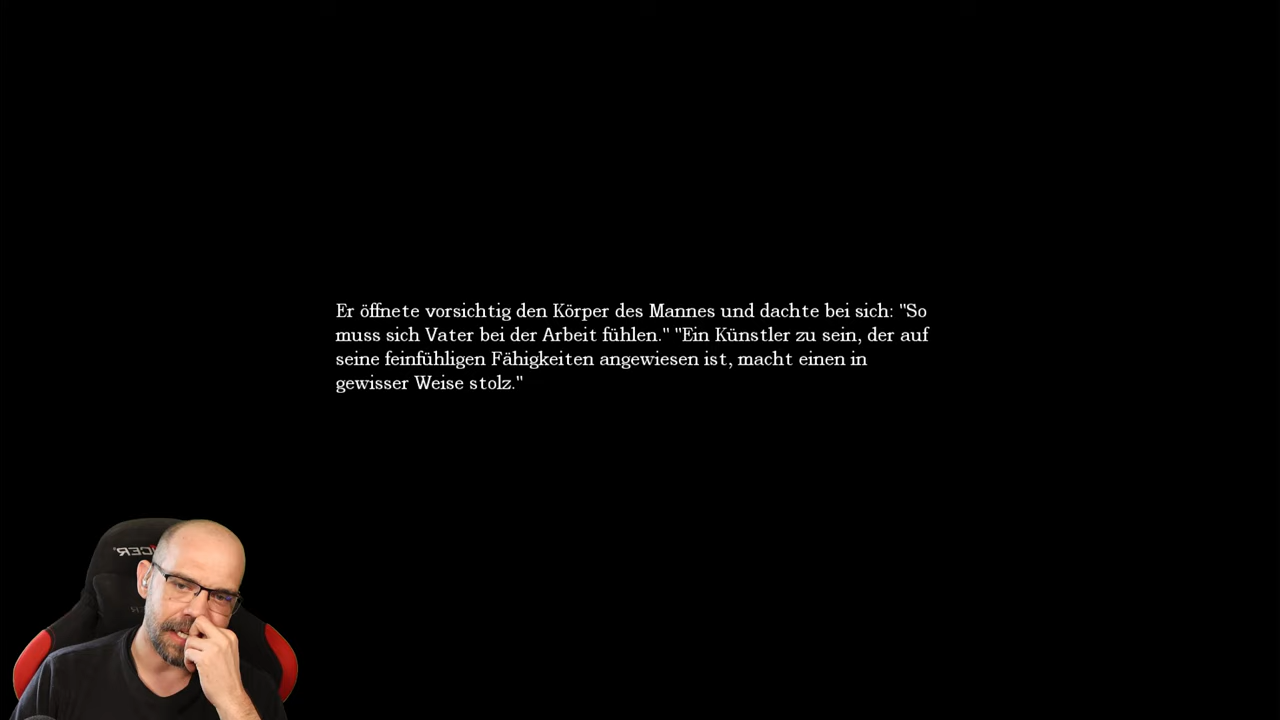 Er öffnete vorsichtig den Körper des Mannes und dachte bei sich: "So
muss sich Vater bei der Arbeit fühlen." "Ein Künstler zu sein, der auf
seine feinfühligen Fähigkeiten angewiesen ist, macht einen in
gewisser Weise stolz."